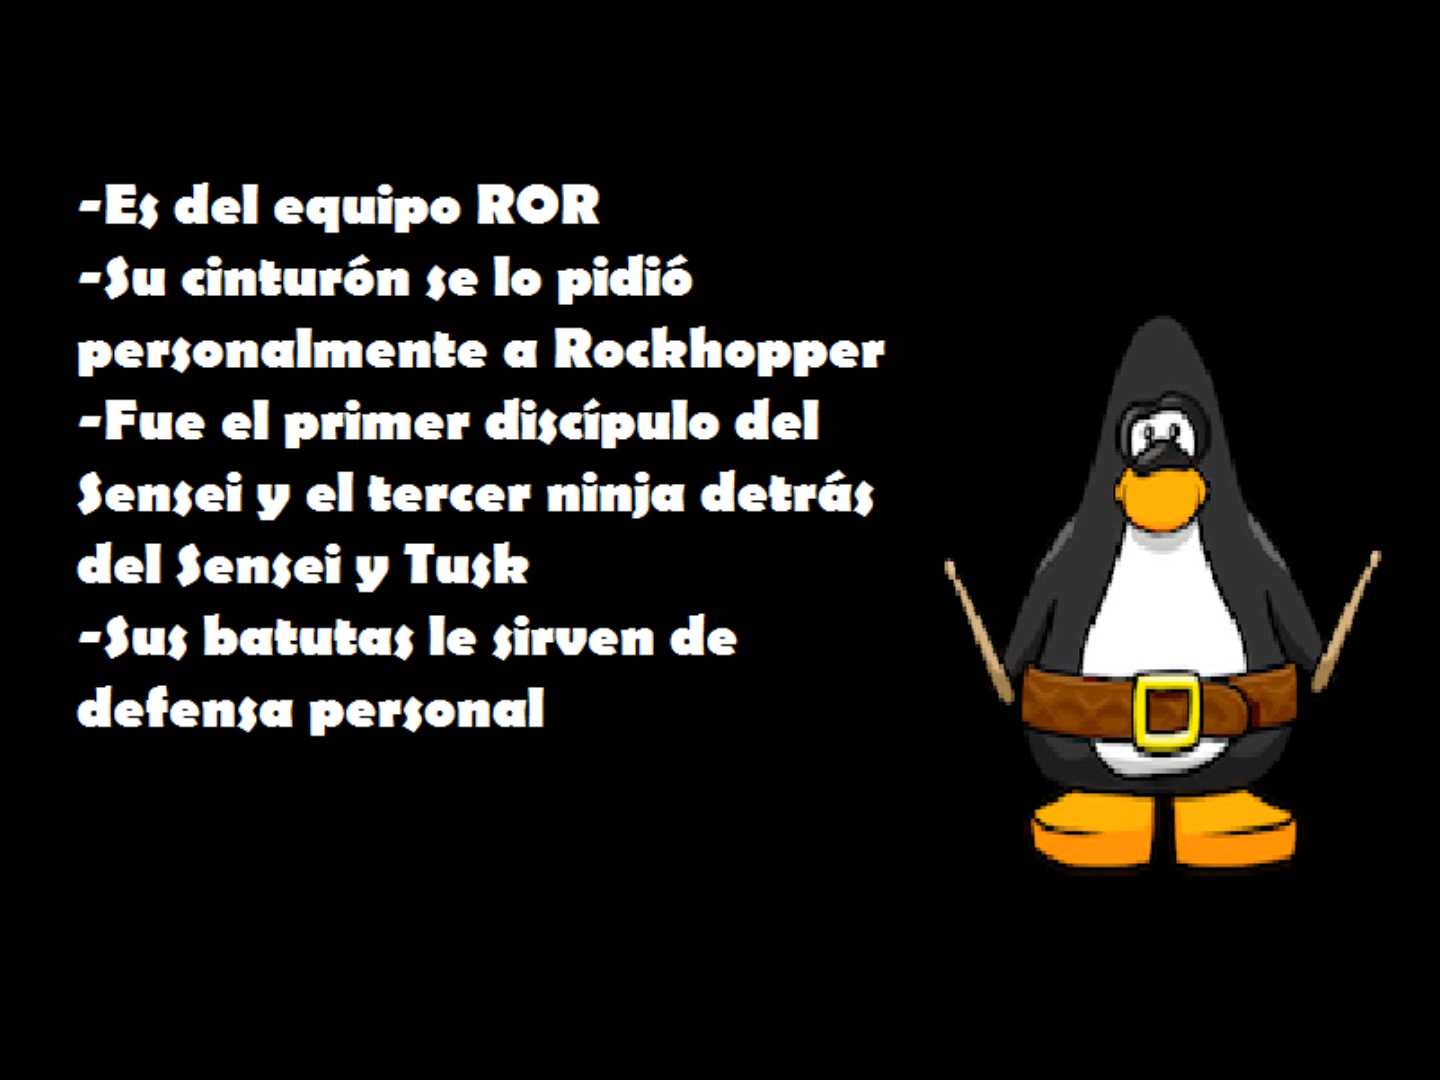 -Es del equipo ROR
-Su cinturón se lo pidió
personalmente a Rockhopper
-Fue el primer discípulo del
Sensei y el tercer ninja detrás
del Sensei y Tusk
-Sus batutas le sirven de
defensa personal